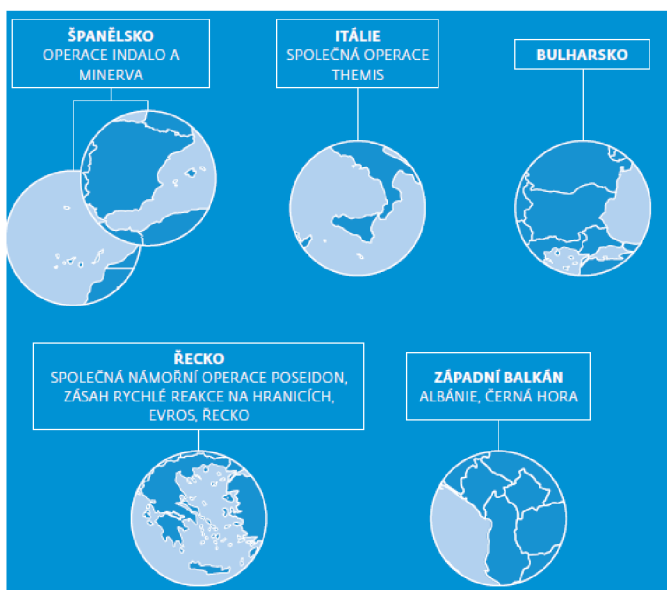 ŠPANĚLSKO
OPERACE INDALO A
MINERVA
ITÁLIE
SPOLEČNÁ OPERACE
THEMIS
BULHARSKO
ŘECKO
SPOLEČNÁ NÁMOŘNÍ OPERACE POSEIDON,
ZÁSAH RYCHLÉ REAKCE NA HRANICÍCH,
EVROS, ŘECKO
ZÁPADNÍ BALKÁN
ALBÁNIE, ČERNÁ HORA